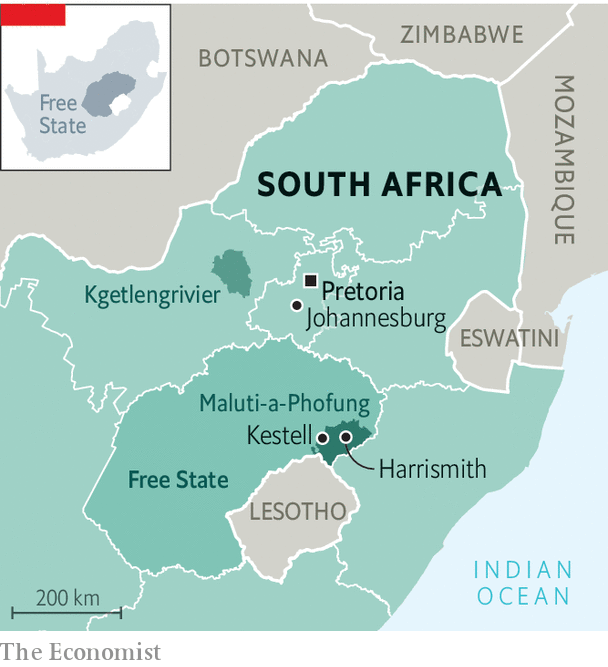 ZIMBABWE
BOTSWANA
MOZAMBIQUE
Free
State
SOUTH AFRICA
Kgetlengrivier
Pretoria
Johannesburg
ESWATINI
Maluti-a-Phofung
Kestell
Harrismith
Free State
LESOTHO
INDIAN
OCEAN
200 km
The Economist